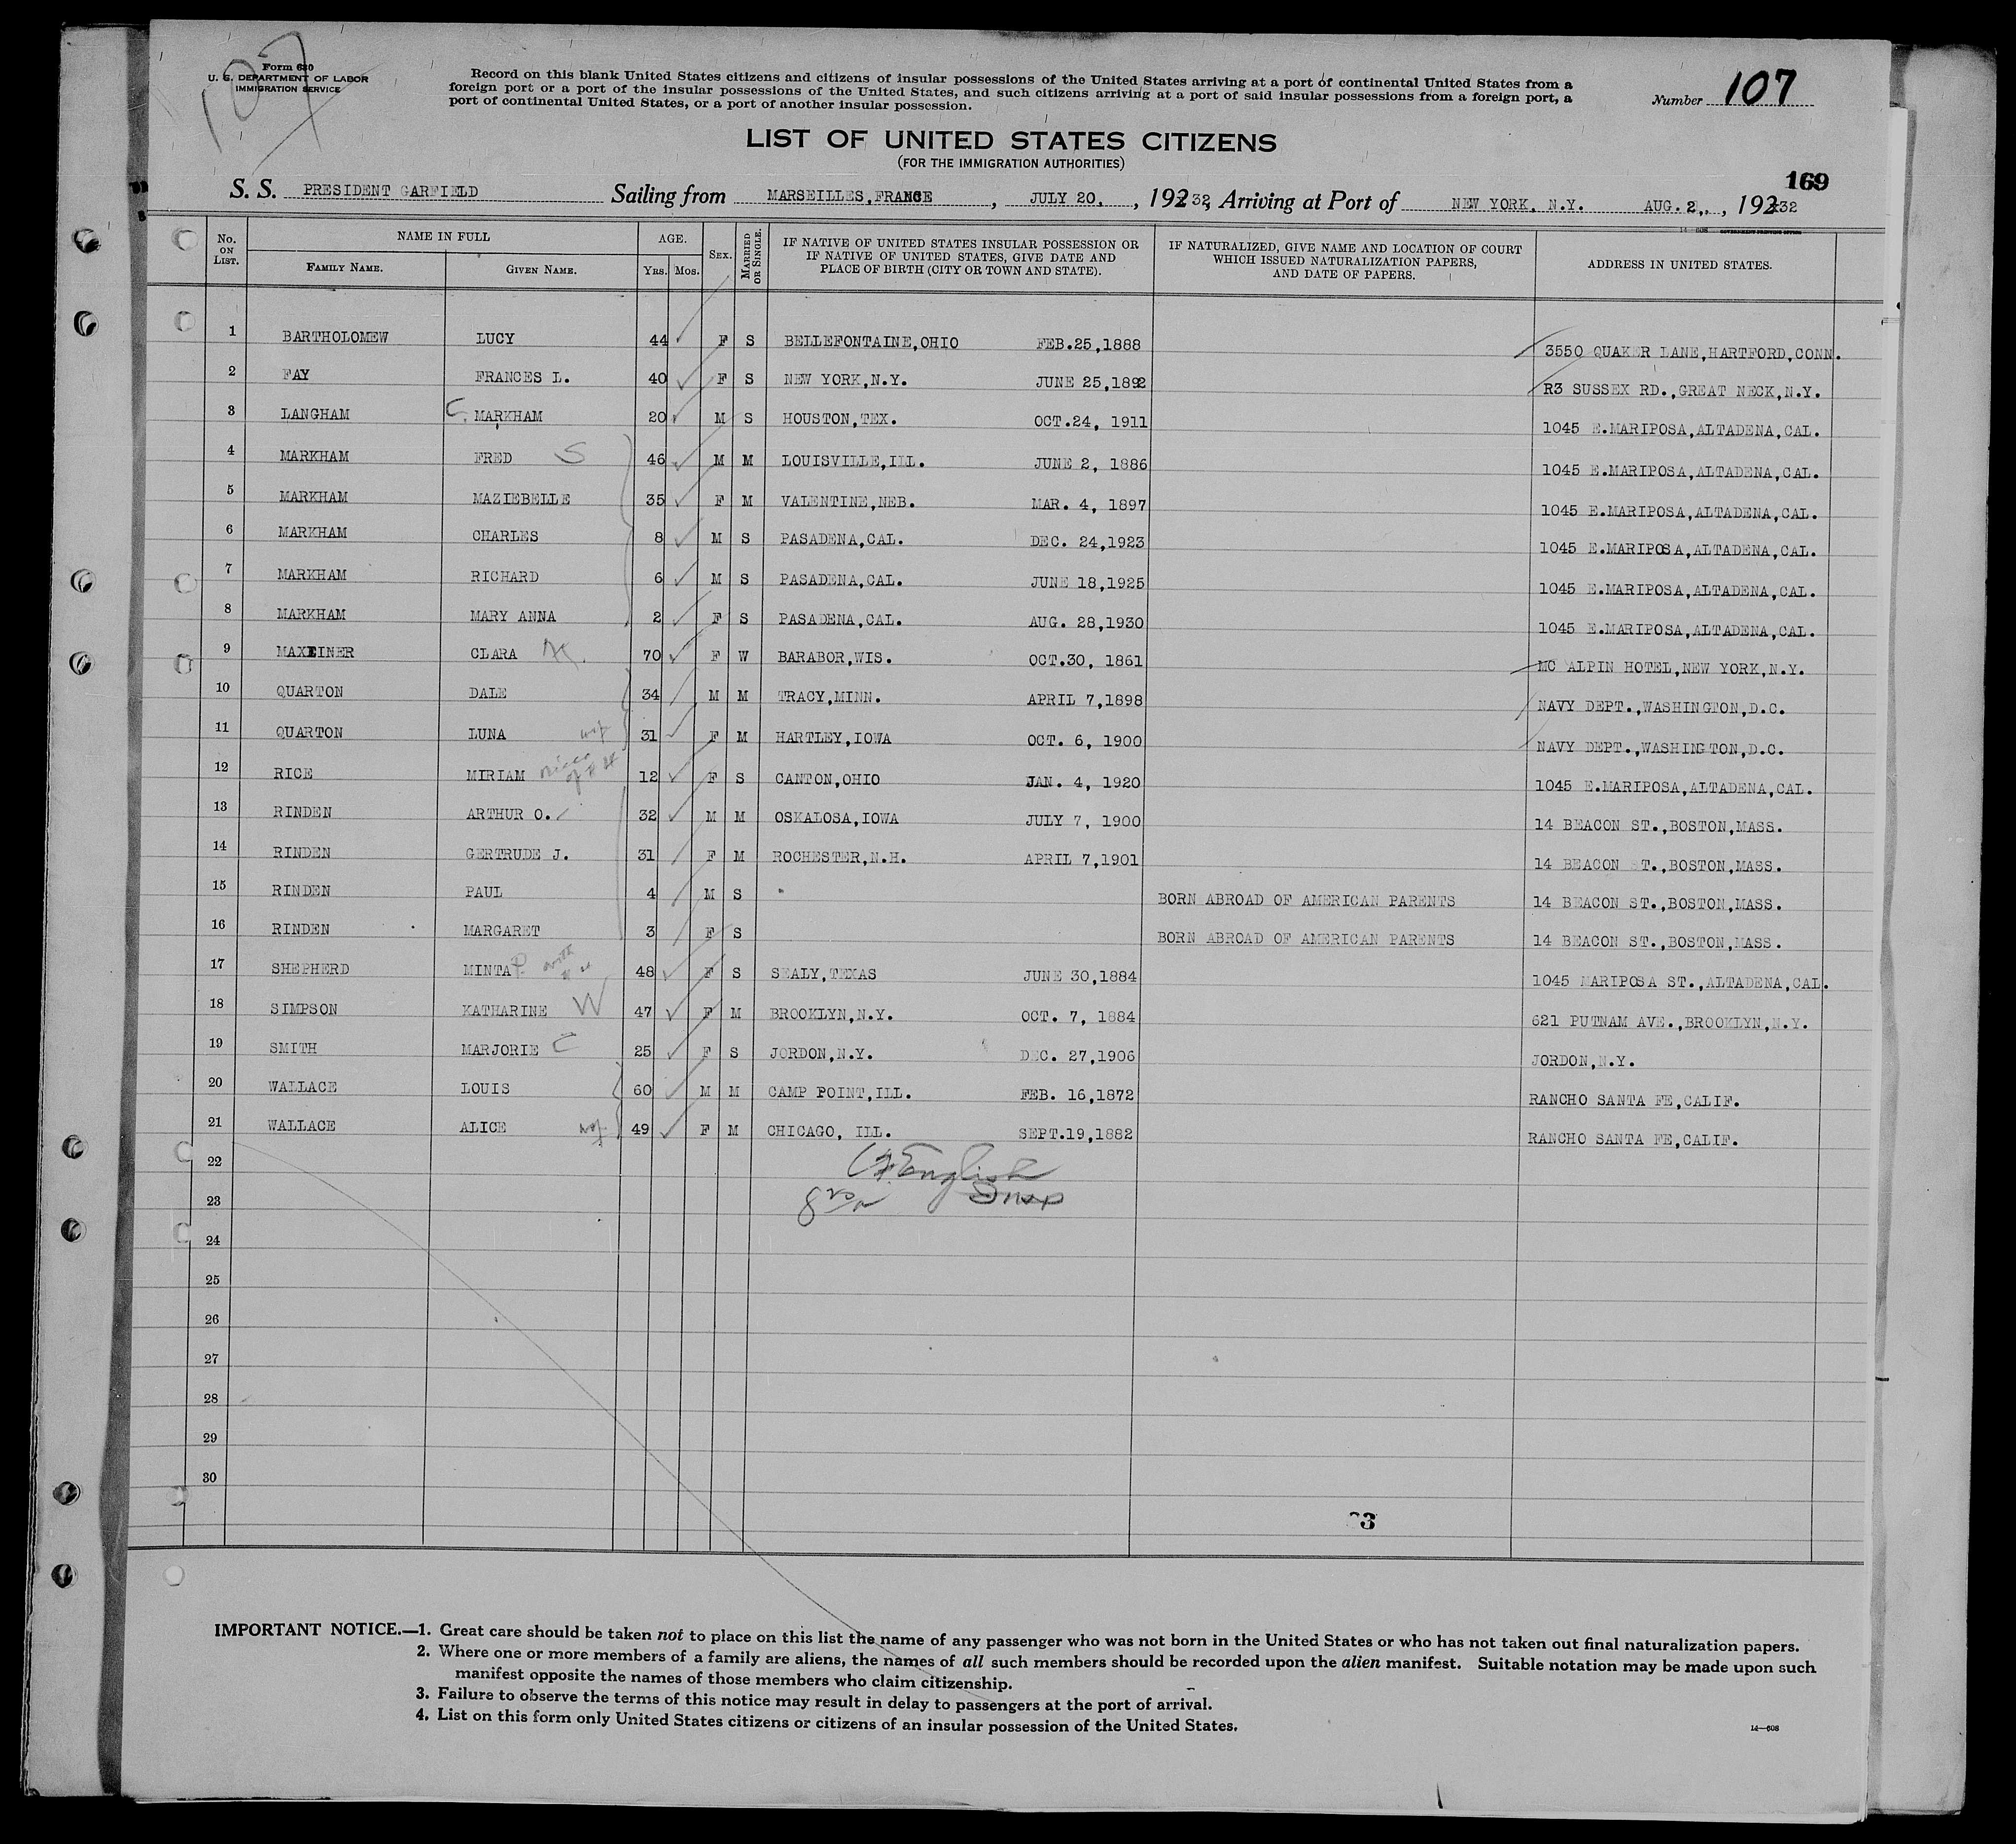 107
Form 630
U. S. DEPARTMENT OF LABOR
IMMIGRATION SERVICE
Record on this blank United States citizens and citizens of insular possessions of the United States arriving at a port of continental United States from a
foreign port or a port of the insular possessions of the United States, and such citizens arriving at a port of said insular possessions from a foreign port, a
port of continental United States, or a port of another insular possession.
Number 107
LIST OF UNITED STATES CITIZENS
(FOR THE IMMIGRATION AUTHORITIES)
169
S. S. PRESIDENT GARFIELD Sailing from MARSEILLES,FRANCE, JULY 20, , 19232, Arriving at Port of NEW YORK, N.Y. AUG. 2,, 19232
14—608 GOVERNMENT PRINTING OFFICE
No. ON LIST. NAME IN FULL FAMILY NAME. GIVEN NAME. AGE. YRS. MOS. SEX. MARRIED OR SINGLE. IF NATIVE OF UNITED STATES INSULAR POSSESSION OR IF NATIVE OF UNITED STATES, GIVE DATE AND PLACE OF BIRTH (CITY OR TOWN AND STATE). IF NATURALIZED, GIVE NAME AND LOCATION OF COURT WHICH ISSUED NATURALIZATION PAPERS, AND DATE OF PAPERS. ADDRESS IN UNITED STATES.
1 BARTHOLOMEW LUCY 44 F S BELLEFONTAINE,OHIO FEB.25,1888 3550 QUAKER LANE,HARTFORD,CONN.
2 FAY FRANCES L. 40 F S NEW YORK,N.Y. JUNE 25,1892 R3 SUSSEX RD.,GREAT NECK,N.Y.
3 LANGHAM C. MARKHAM 20 M S HOUSTON,TEX. OCT.24, 1911 1045 E.MARIPOSA,ALTADENA,CAL.
4 MARKHAM FRED S 46 M M LOUISVILLE,ILL. JUNE 2, 1886 1045 E.MARIPOSA,ALTADENA,CAL.
5 MARKHAM MAZIEBELLE 35 F M VALENTINE,NEB. MAR. 4, 1897 1045 E.MARIPOSA,ALTADENA,CAL.
6 MARKHAM CHARLES 8 M S PASADENA,CAL. DEC. 24,1923 1045 E.MARIPOSA,ALTADENA,CAL.
7 MARKHAM RICHARD 6 M S PASADENA,CAL. JUNE 18,1925 1045 E.MARIPOSA,ALTADENA,CAL.
8 MARKHAM MARY ANNA 2 F S PASADENA,CAL. AUG. 28,1930 1045 E.MARIPOSA,ALTADENA,CAL.
9 MAXEINER CLARA 70 F W BARABOR,WIS. OCT.30, 1861 MC ALPIN HOTEL,NEW YORK,N.Y.
10 QUARTON DALE 34 M M TRACY,MINN. APRIL 7,1898 NAVY DEPT.,WASHINGTON,D.C.
11 QUARTON LUNA wif 31 F M HARTLEY,IOWA OCT. 6, 1900 NAVY DEPT.,WASHINGTON,D.C.
12 RICE MIRIAM niece of # 4 12 F S CANTON,OHIO JAN. 4, 1920 1045 E.MARIPOSA,ALTADENA,CAL.
13 RINDEN ARTHUR O. 32 M M OSKALOSA,IOWA JULY 7, 1900 14 BEACON ST.,BOSTON,MASS.
14 RINDEN GERTRUDE J. 31 F M ROCHESTER,N.H. APRIL 7,1901 14 BEACON ST.,BOSTON,MASS.
15 RINDEN PAUL 4 M S BORN ABROAD OF AMERICAN PARENTS 14 BEACON ST.,BOSTON,MASS.
16 RINDEN MARGARET 3 F S BORN ABROAD OF AMERICAN PARENTS 14 BEACON ST.,BOSTON,MASS.
17 SHEPHERD MINTA P. with 48 F S SEALY,TEXAS JUNE 30,1884 1045 MARIPOSA ST.,ALTADENA,CAL.
18 SIMPSON KATHARINE W 47 F M BROOKLYN,N.Y. OCT. 7, 1884 621 PUTNAM AVE.,BROOKLYN,N.Y.
19 SMITH MARJORIE C 25 F S JORDON,N.Y. DEC. 27,1906 JORDON,N.Y.
20 WALLACE LOUIS 60 M M CAMP POINT,ILL. FEB. 16,1872 RANCHO SANTA FE,CALIF.
21 WALLACE ALICE wf 49 F M CHICAGO, ILL. SEPT.19,1882 RANCHO SANTA FE,CALIF.
22 English
23 Insp
24
25
26
27
28
29
30
3
IMPORTANT NOTICE.—1. Great care should be taken not to place on this list the name of any passenger who was not born in the United States or who has not taken out final naturalization papers.
2. Where one or more members of a family are aliens, the names of all such members should be recorded upon the alien manifest. Suitable notation may be made upon such
manifest opposite the names of those members who claim citizenship.
3. Failure to observe the terms of this notice may result in delay to passengers at the port of arrival.
4. List on this form only United States citizens or citizens of an insular possession of the United States.
14—608